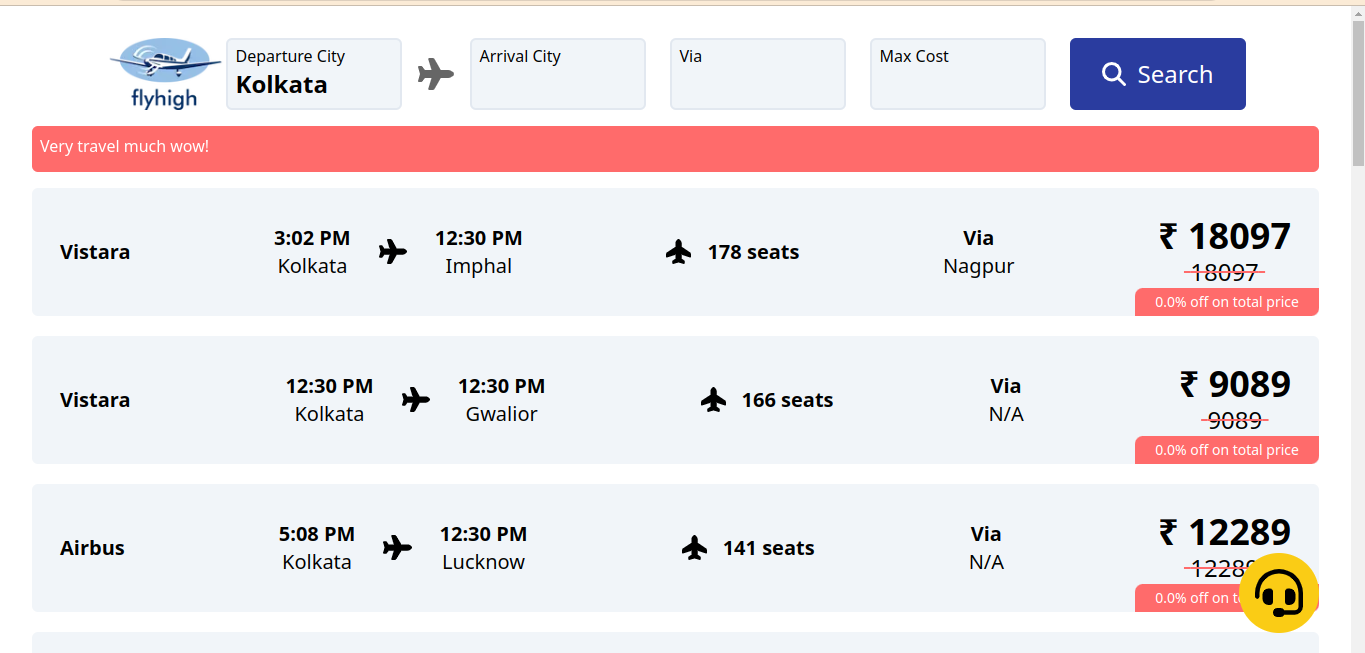 flyhigh
Departure City
Kolkata
Arrival City
Via
Max Cost
Search
Very travel much wow!
Vistara
3:02 PM
Kolkata
12:30 PM
Imphal
178 seats
Via
Nagpur
₹ 18097
18097
0.0% off on total price
Vistara
12:30 PM
Kolkata
12:30 PM
Gwalior
166 seats
Via
N/A
₹ 9089
9089
0.0% off on total price
Airbus
5:08 PM
Kolkata
12:30 PM
Lucknow
141 seats
Via
N/A
₹ 12289
0.0% off on